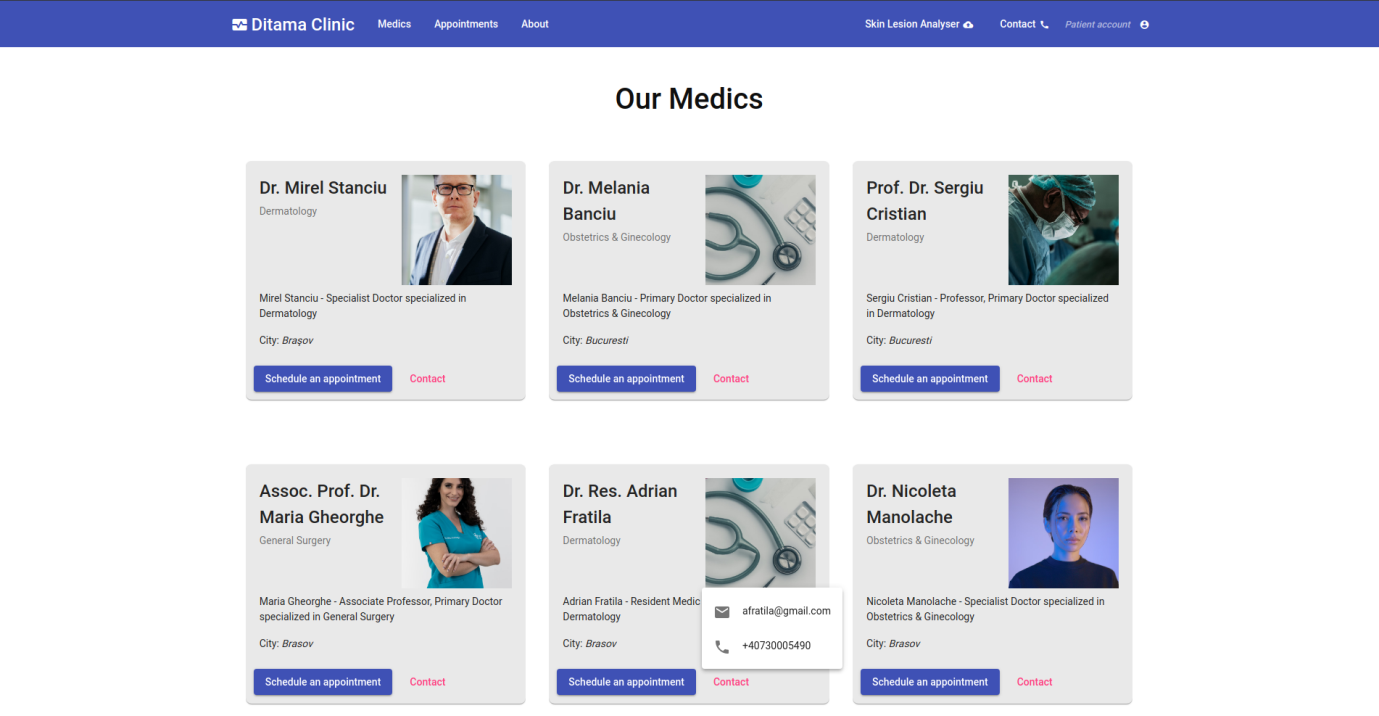 Ditama Clinic Medics Appointments About Skin Lesion Analyser Contact Patient account
Our Medics
Dr. Mirel Stanciu
Dermatology
Mirel Stanciu - Specialist Doctor specialized in
Dermatology
City: Braşov
Schedule an appointment Contact
Dr. Melania
Banciu
Obstetrics & Ginecology
Melania Banciu - Primary Doctor specialized in
Obstetrics & Ginecology
City: Bucuresti
Schedule an appointment Contact
Prof. Dr. Sergiu
Cristian
Dermatology
Sergiu Cristian - Professor, Primary Doctor specialized
in Dermatology
City: Bucuresti
Schedule an appointment Contact
Assoc. Prof. Dr.
Maria Gheorghe
General Surgery
Maria Gheorghe - Associate Professor, Primary Doctor
specialized in General Surgery
City: Brasov
Schedule an appointment Contact
Dr. Res. Adrian
Fratila
Dermatology
Adrian Fratila - Resident Medic
Dermatology
City: Brasov
afratila@gmail.com
+40730005490
Schedule an appointment Contact
Dr. Nicoleta
Manolache
Obstetrics & Ginecology
Nicoleta Manolache - Specialist Doctor specialized in
Obstetrics & Ginecology
City: Brasov
Schedule an appointment Contact